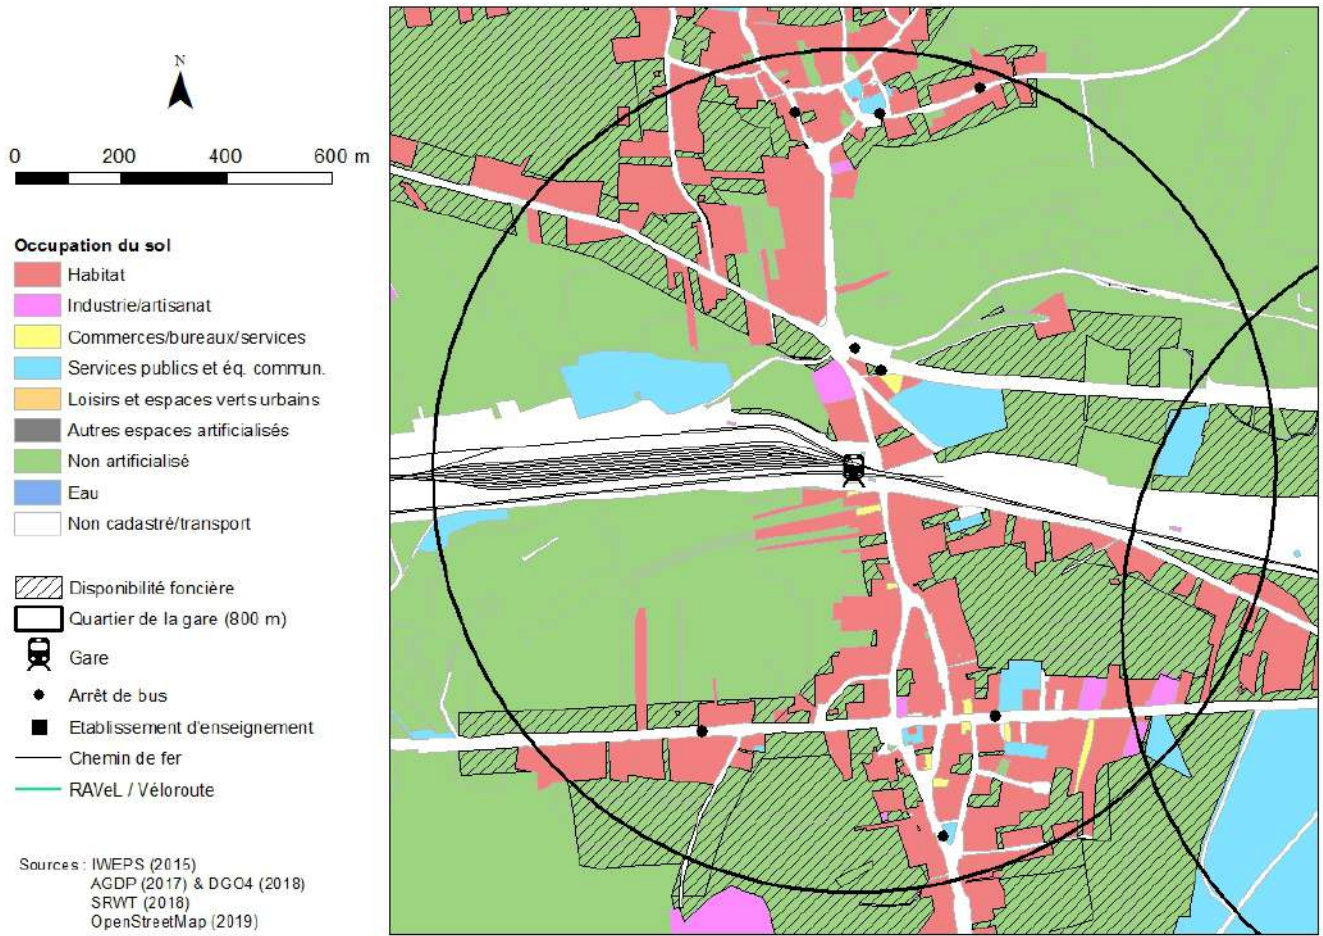 N
0 200 400 600 m
Occupation du sol
Habitat
Industrie/artisanat
Commerces/bureaux/services
Services publics et éq. commun.
Loisirs et espaces verts urbains
Autres espaces artificialisés
Non artificialisé
Eau
Non cadastré/transport
Disponibilité foncière
Quartier de la gare (800 m)
Gare
Arrêt de bus
Etablissement d'enseignement
Chemin de fer
RAVeL / Véloroute
Sources : IWEPS (2015)
AGDP (2017) & DGO4 (2018)
SRWT (2018)
OpenStreetMap (2019)